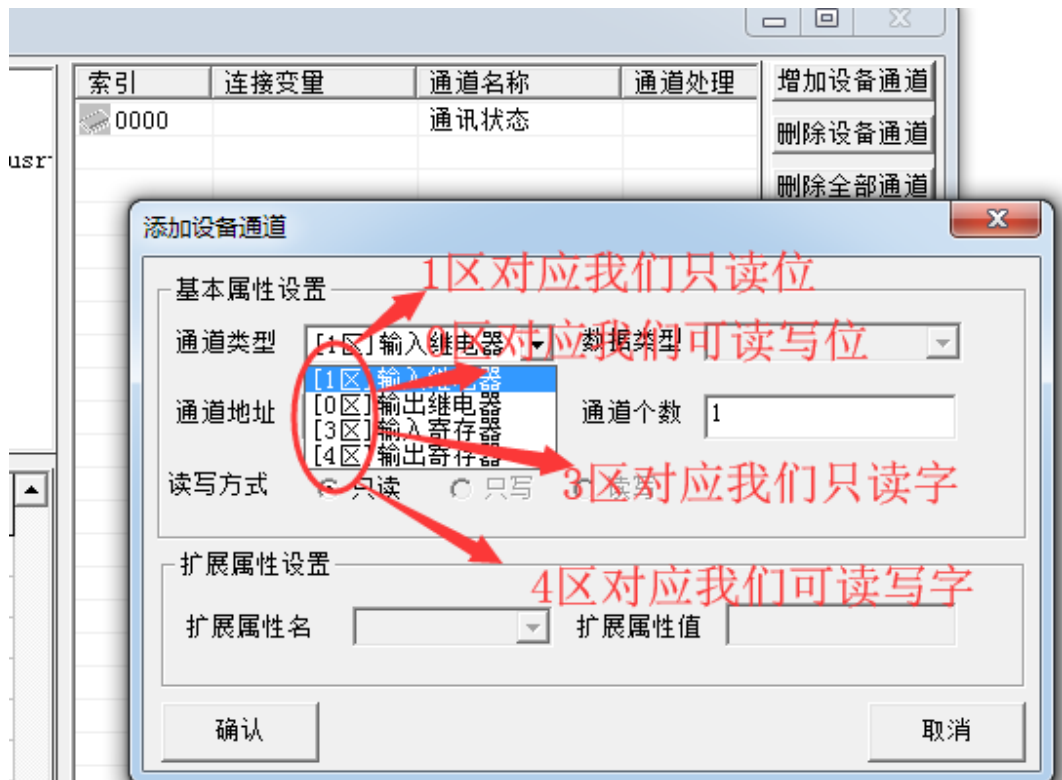 索引 连接变量 通道名称 通道处理 增加设备通道
0000 通讯状态
删除设备通道
usr
删除全部通道
添加设备通道
1区对应我们只读位
基本属性设置
0区对应我们可读写位
通道类型 [1区]输入继电器 数据类型
[1区]输入继电器
[0区]输出继电器
通道地址 通道个数 1
[3区]输入寄存器
[4区]输出寄存器
3区对应我们只读字
读写方式 只读 只写 读写
扩展属性设置
4区对应我们可读写字
扩展属性名 扩展属性值
确认 取消